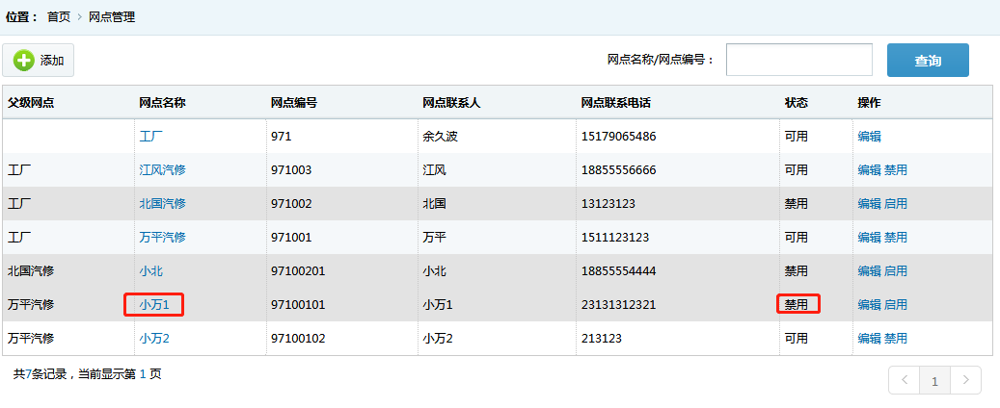 位置： 首页 > 网点管理
添加 网点名称/网点编号： 查询
父级网点 网点名称 网点编号 网点联系人 网点联系电话 状态 操作
工厂 971 余久波 15179065486 可用 编辑
工厂 江风汽修 971003 江风 18855556666 可用 编辑 禁用
工厂 北国汽修 971002 北国 13123123 禁用 编辑 启用
工厂 万平汽修 971001 万平 1511123123 可用 编辑 禁用
北国汽修 小北 97100201 小北 18855554444 禁用 编辑 启用
万平汽修 小万1 97100101 小万1 23131312321 禁用 编辑 启用
万平汽修 小万2 97100102 小万2 213123 可用 编辑 禁用
共7条记录，当前显示第 1 页 < 1 >